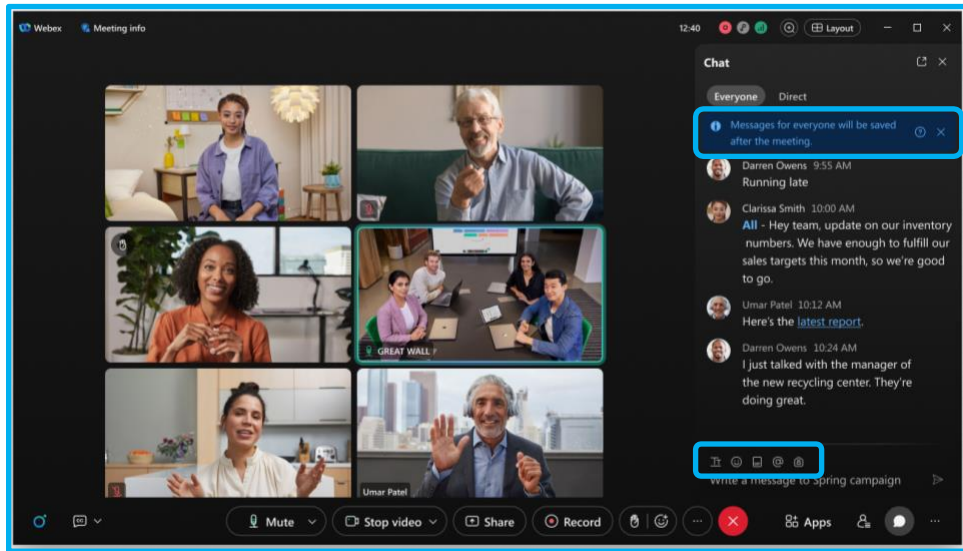 Webex Meeting info 12:40 Layout
Chat
Everyone Direct
Messages for everyone will be saved
after the meeting.
Darren Owens 9:55 AM
Running late
Clarissa Smith 10:00 AM
All - Hey team, update on our inventory
numbers. We have enough to fulfill our
sales targets this month, so we're good
to go.
Umar Patel 10:12 AM
Here's the latest report.
Darren Owens 10:24 AM
I just talked with the manager of
the new recycling center. They're
doing great.
GREAT WALL
Umar Patel
Write a message to Spring campaign
Mute Stop video Share Record Apps